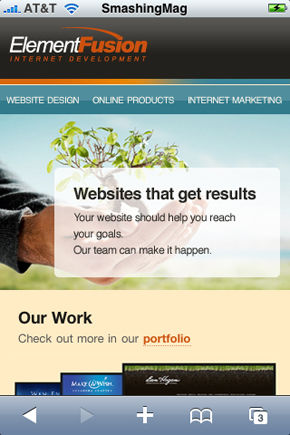 AT&T
SmashingMag
ElementFusion
INTERNET DEVELOPMENT
WEBSITE DESIGN ONLINE PRODUCTS INTERNET MARKETING
Websites that get results
Your website should help you reach
your goals.
Our team can make it happen.
Our Work
Check out more in our portfolio
MAKE A WISH
3